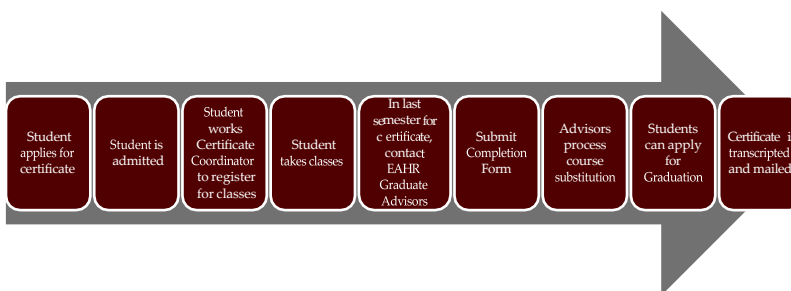 Student
applies for
certificate
Student is
admitted
Student
works
Certificate
Coordinator
to register
for classes
Student
takes classes
In last
semester for
certificate,
contact
EAHR
Graduate
Advisors
Submit
Completion
Form
Advisors
process
course
substitution
Students
can apply
for
Graduation
Certificate i
transcripted
and mailed